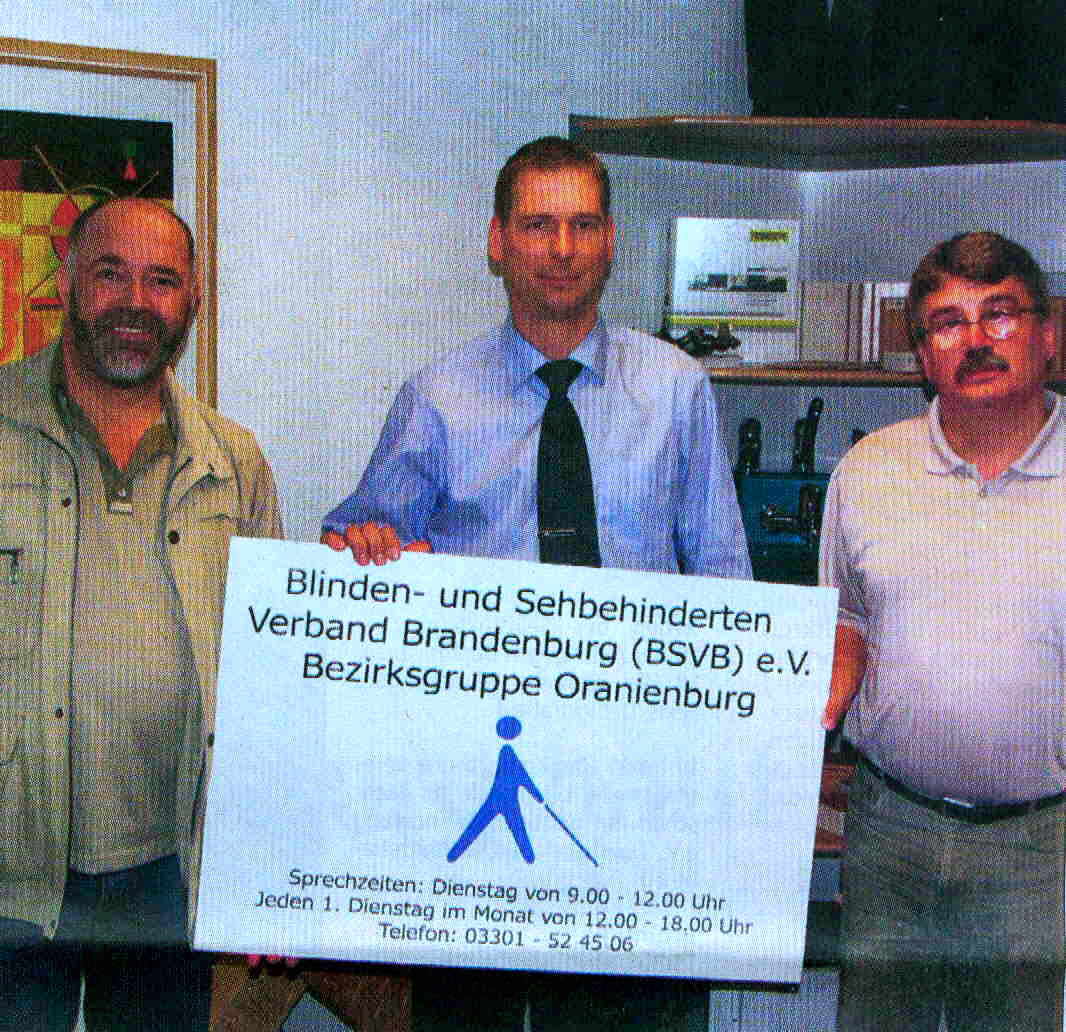 Blinden- und Sehbehinderten
Verband Brandenburg (BSVB) e.V.
Bezirksgruppe Oranienburg
Sprechzeiten: Dienstag von 9.00 - 12.00 Uhr
Jeden 1. Dienstag im Monat von 12.00 - 18.00 Uhr
Telefon: 03301 - 52 45 06